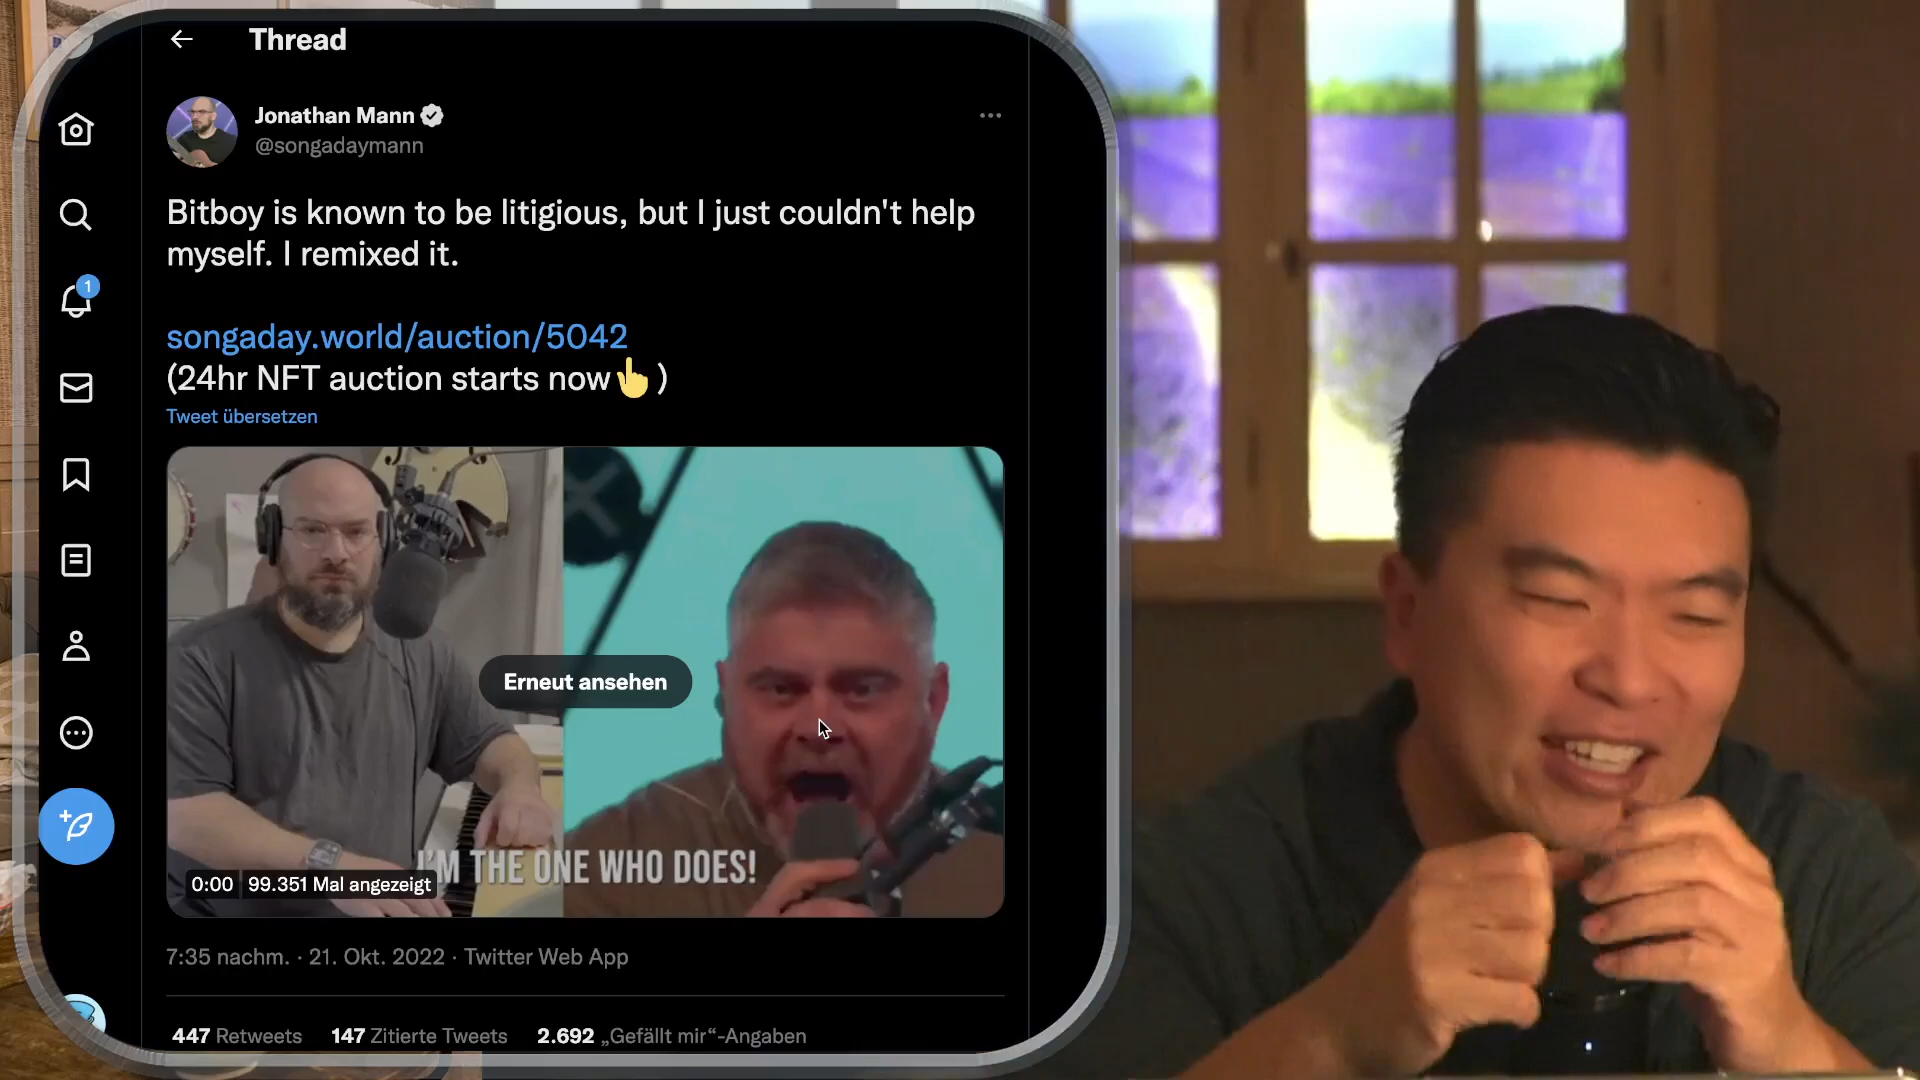 Thread
Jonathan Mann
@songadaymann
1
Bitboy is known to be litigious, but I just couldn't help
myself. I remixed it.
songaday.world/auction/5042
(24hr NFT auction starts now👆)
Tweet übersetzen
Erneut ansehen
I'M THE ONE WHO DOES!
0:00 99.351 Mal angezeigt
7:35 nachm. · 21. Okt. 2022 · Twitter Web App
447 Retweets 147 Zitierte Tweets 2.692 „Gefällt mir“-Angaben